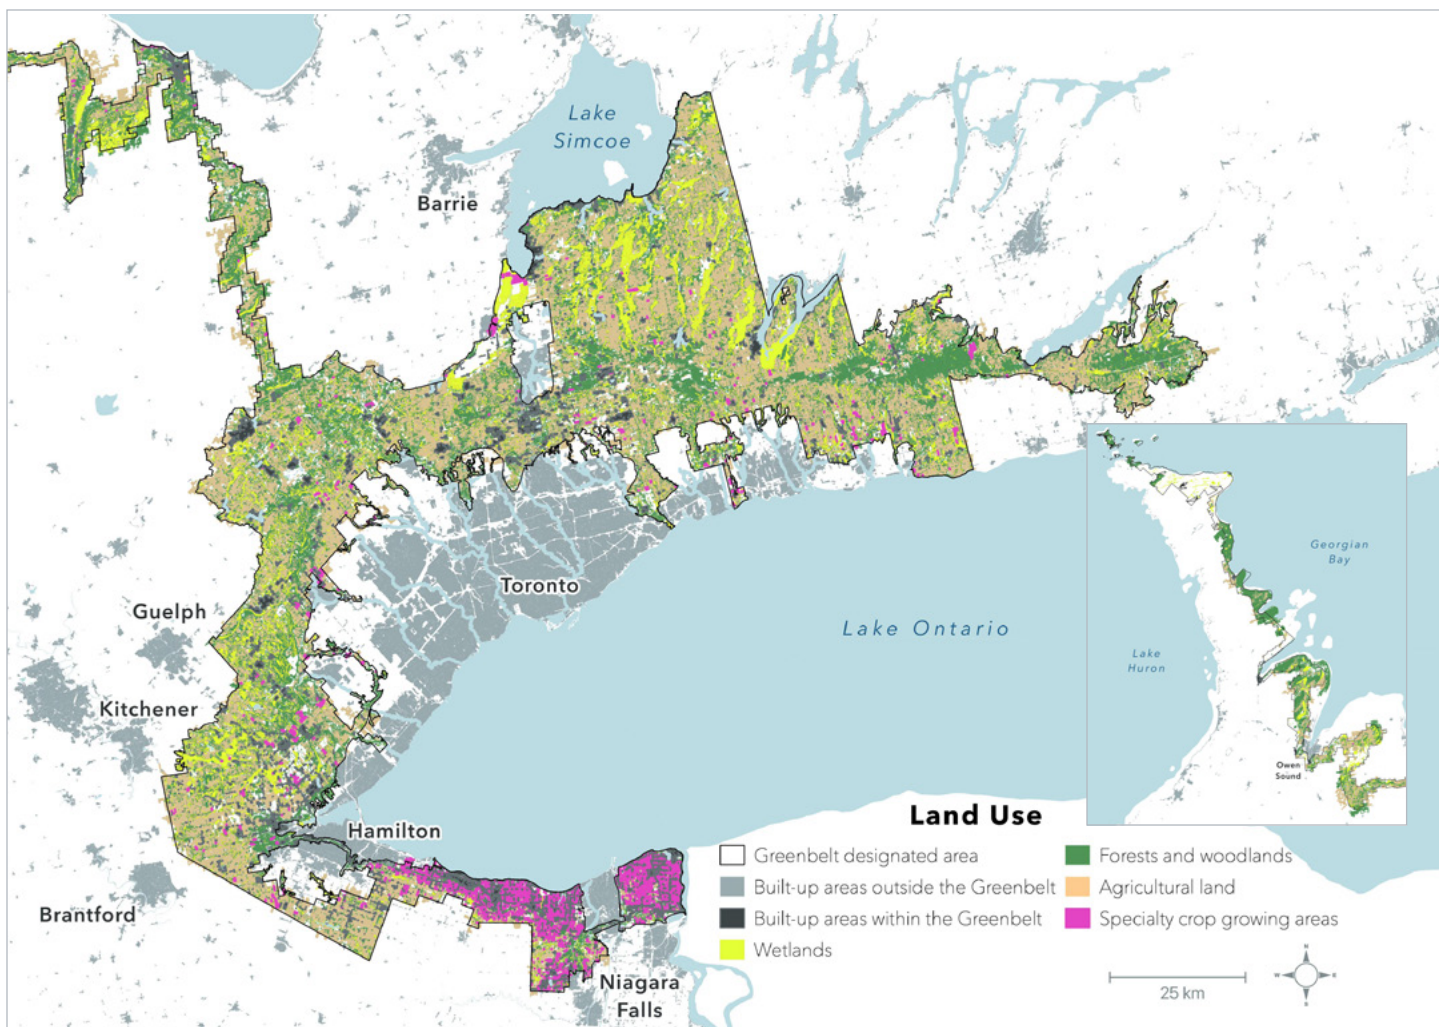 Lake
Simcoe
Barrie
Georgian
Bay
Toronto
Guelph
Lake Ontario
Lake
Huron
Kitchener
Owen
Sound
Hamilton
Brantford
Niagara
Falls
Land Use
Greenbelt designated area
Built-up areas outside the Greenbelt
Built-up areas within the Greenbelt
Wetlands
Forests and woodlands
Agricultural land
Specialty crop growing areas
25 km
N
W
E
S